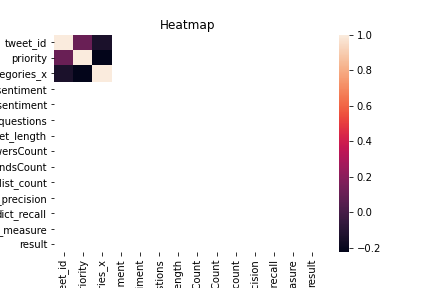 Heatmap
tweet_id
priority
egories_x
sentiment
sentiment
questions
et_length
wersCount
ndsCount
list_count
_precision
dict_recall
_measure
result
1.0
0.8
0.6
0.4
0.2
0.0
−0.2
eet_id
priority
ries_x
ment
iment
stions
ength
Count
Count
count
cision
recall
asure
result